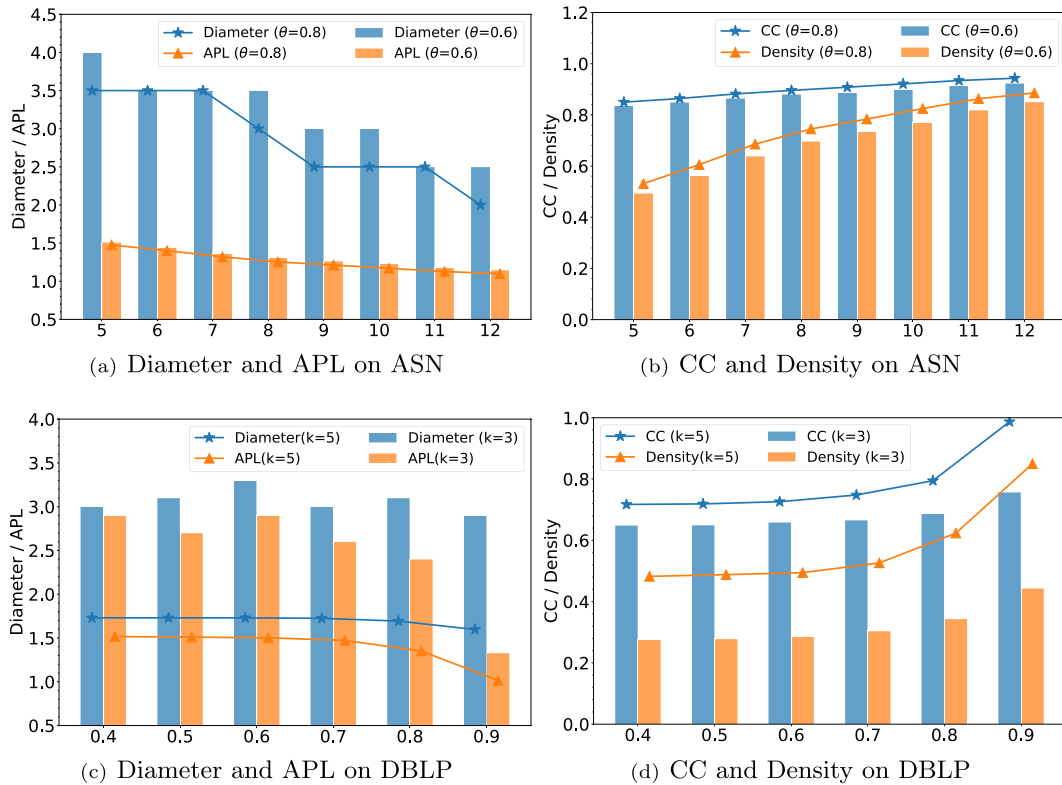 Diameter / APL
4.0
3.5
3.0
2.5
2.0
1.5
1.0
0.5
Diameter (θ=0.8)
APL (θ=0.8)
Diameter (θ=0.6)
APL (θ=0.6)
5 6 7 8 9 10 11 12
(a) Diameter and APL on ASN
CC / Density
1.2
1.0
0.8
0.6
0.4
0.2
0.0
CC (θ=0.8)
Density (θ=0.8)
CC (θ=0.6)
Density (θ=0.6)
5 6 7 8 9 10 11 12
(b) CC and Density on ASN
Diameter / APL
4.0
3.5
3.0
2.5
2.0
1.5
1.0
0.5
Diameter(k=5)
APL(k=5)
Diameter (k=3)
APL(k=3)
0.4 0.5 0.6 0.7 0.8 0.9
(c) Diameter and APL on DBLP
CC / Density
1.0
0.8
0.6
0.4
0.2
0.0
CC (k=5)
Density(k=5)
CC (k=3)
Density (k=3)
0.4 0.5 0.6 0.7 0.8 0.9
(d) CC and Density on DBLP